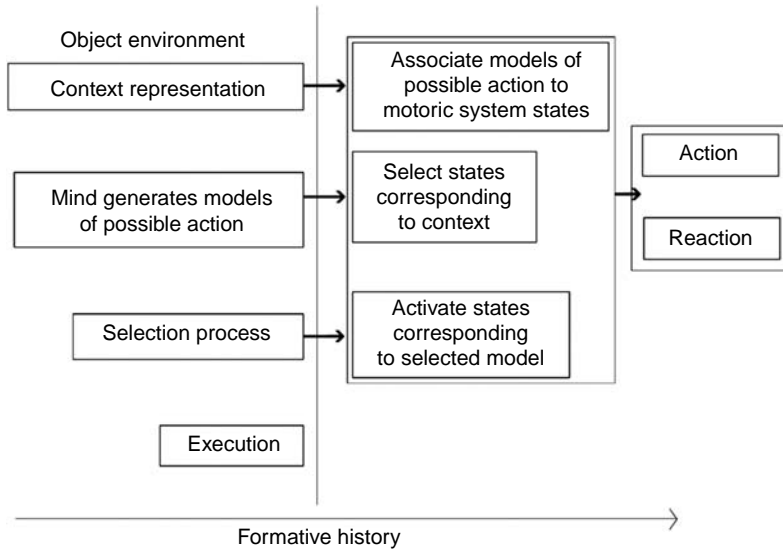 Object environment
Context representation
Mind generates models
of possible action
Selection process
Execution
Associate models of
possible action to
motoric system states
Select states
corresponding
to context
Activate states
corresponding
to selected model
Action
Reaction
Formative history